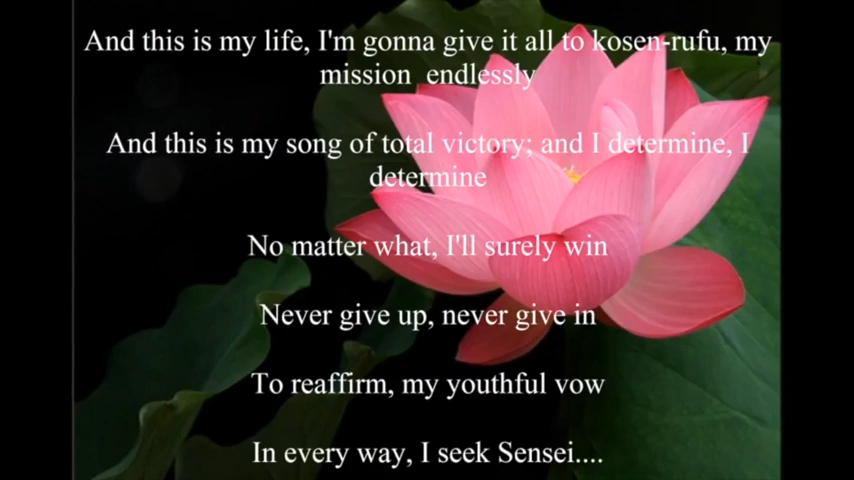 And this is my life, I'm gonna give it all to kosen-rufu, my
mission endlessly
And this is my song of total victory; and I determine, I
determine
No matter what, I'll surely win
Never give up, never give in
To reaffirm, my youthful vow
In every way, I seek Sensei....